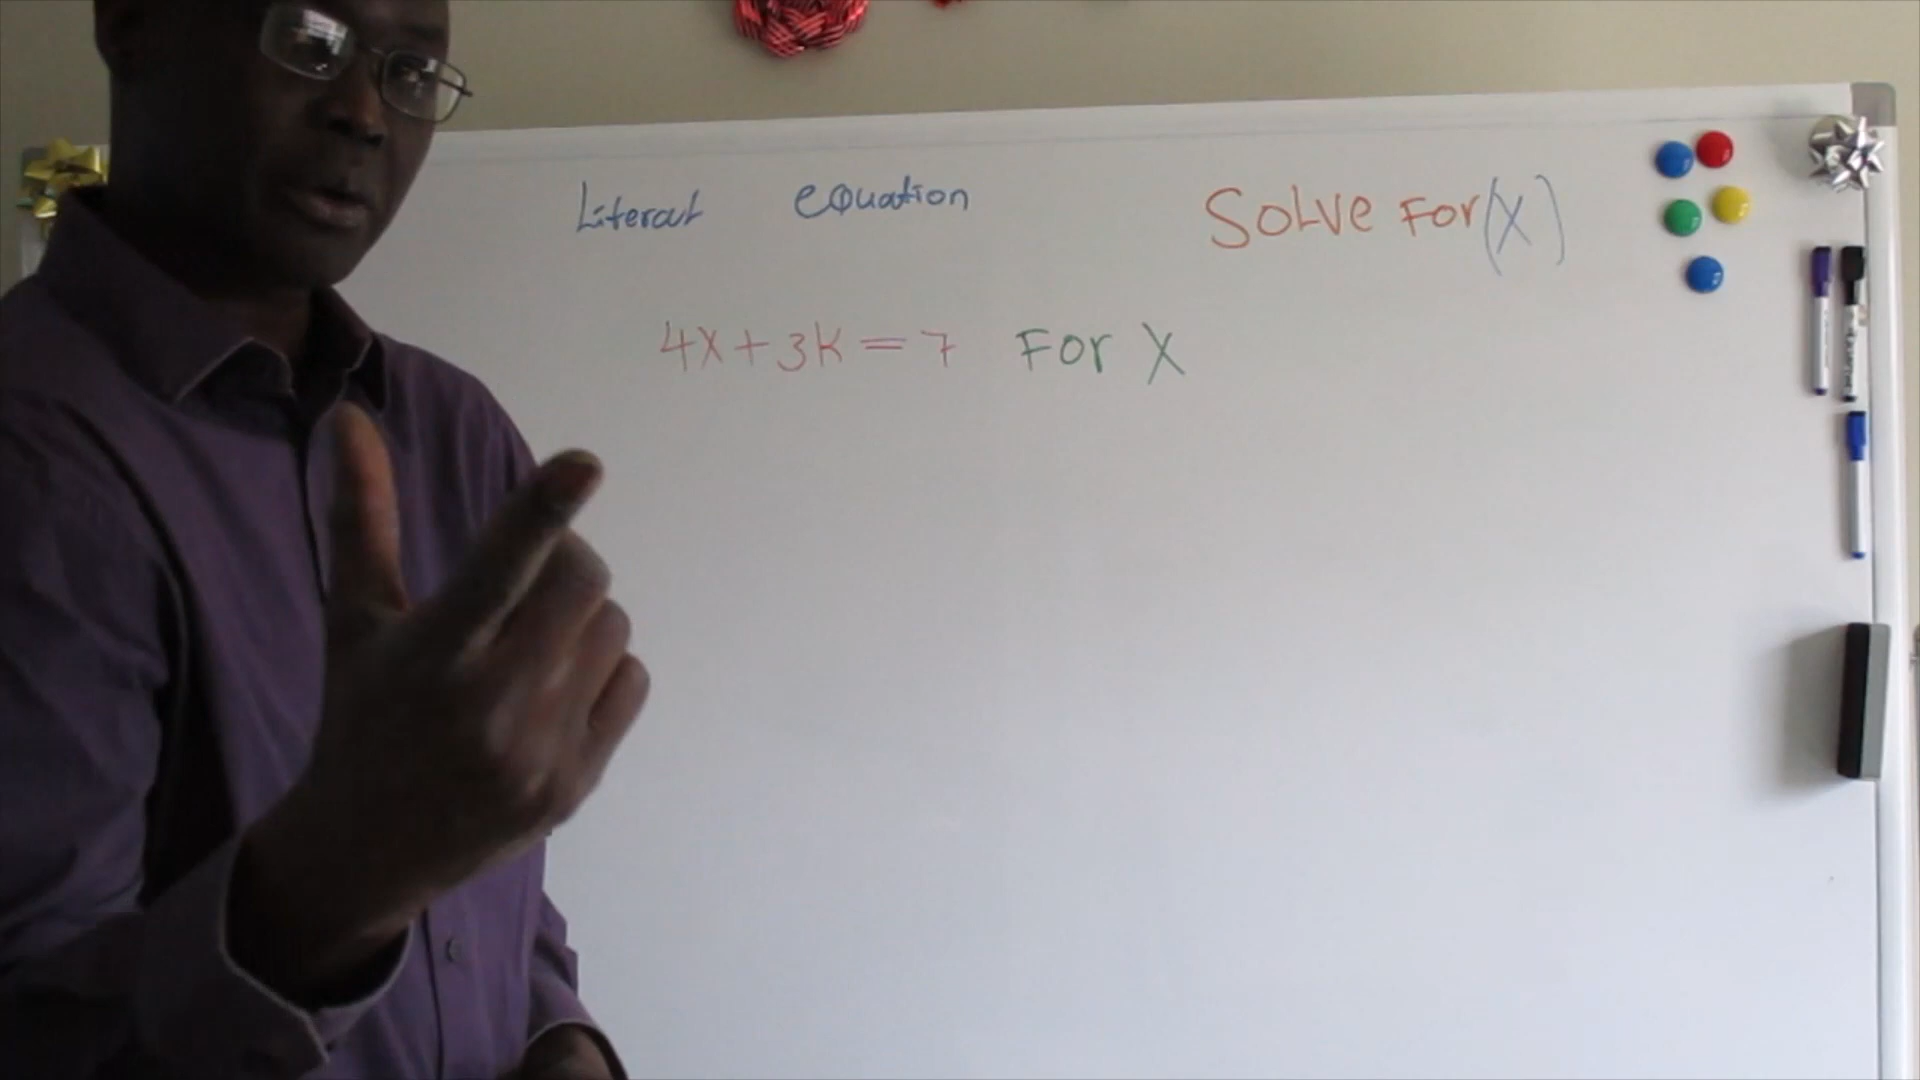 Literal equation
Solve For (X)
4X + 3K = 7 For X